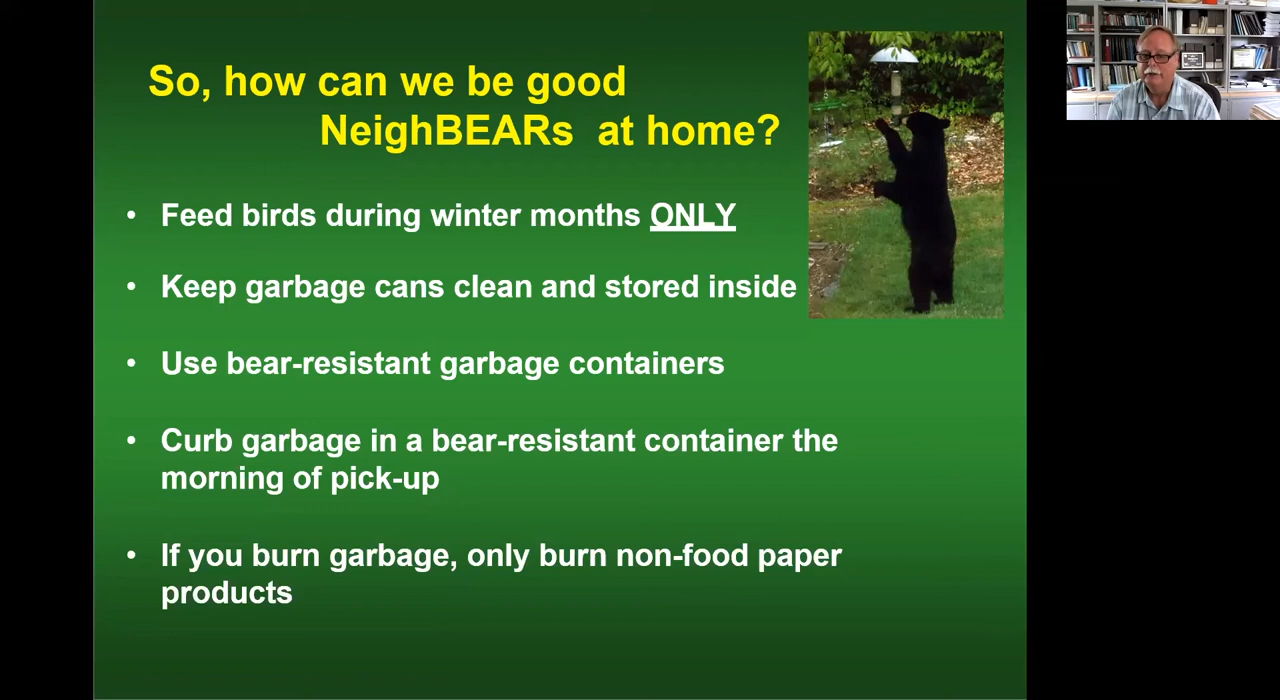 So, how can we be good
NeighBEARs at home?
• Feed birds during winter months ONLY
• Keep garbage cans clean and stored inside
• Use bear-resistant garbage containers
• Curb garbage in a bear-resistant container the
morning of pick-up
• If you burn garbage, only burn non-food paper
products